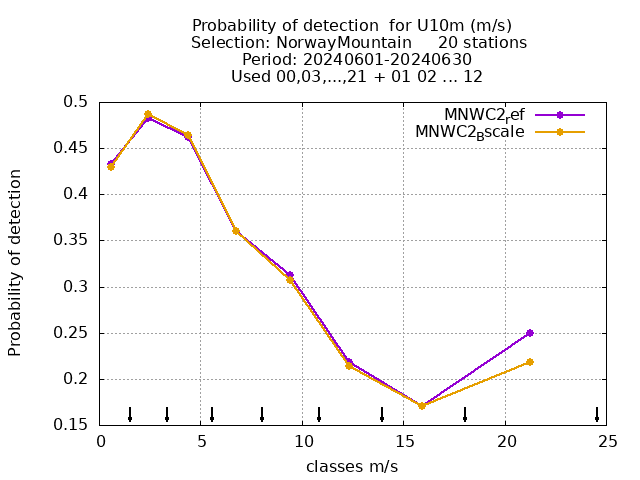 Probability of detection  for U10m (m/s)
Selection: NorwayMountain     20 stations
Period: 20240601-20240630
Used 00,03,...,21 + 01 02 ... 12
MNWC2_ref
MNWC2_Bscale
0.5
0.45
0.4
0.35
0.3
0.25
0.2
0.15
Probability of detection
0 5 10 15 20 25
classes m/s